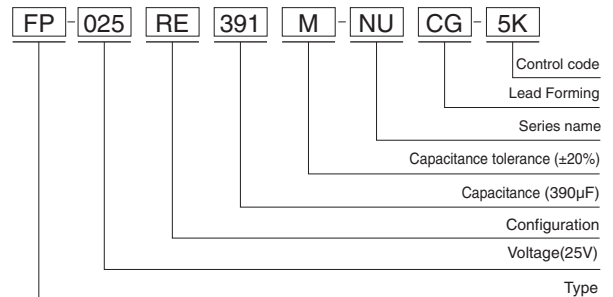 FP-025 RE 391 M-NU CG-5K
Control code
Lead Forming
Series name
Capacitance tolerance (±20%)
Capacitance (390µF)
Configuration
Voltage(25V)
Type